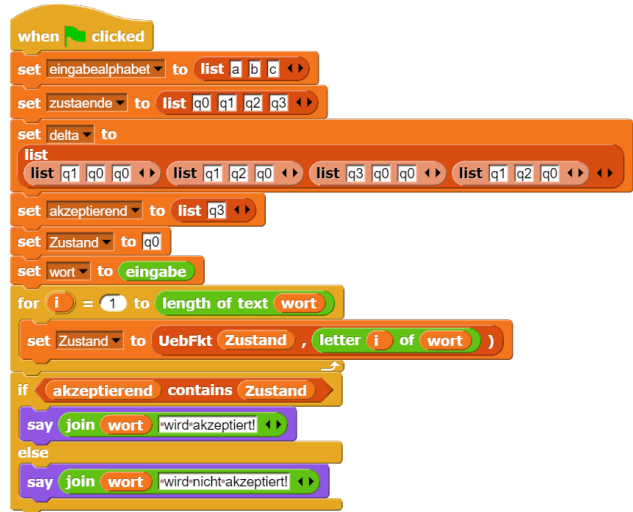 when clicked
set eingabealphabet to list a b c
set zustaende to list q0 q1 q2 q3
set delta to
list
list q1 q0 q0 list q1 q2 q0 list q3 q0 q0 list q1 q2 q0
set akzeptierend to list q3
set Zustand to q0
set wort to eingabe
for i = 1 to length of text wort
set Zustand to UebFkt Zustand , letter i of wort )
if akzeptierend contains Zustand
say join wort wird akzeptiert!
else
say join wort wird nicht akzeptiert!